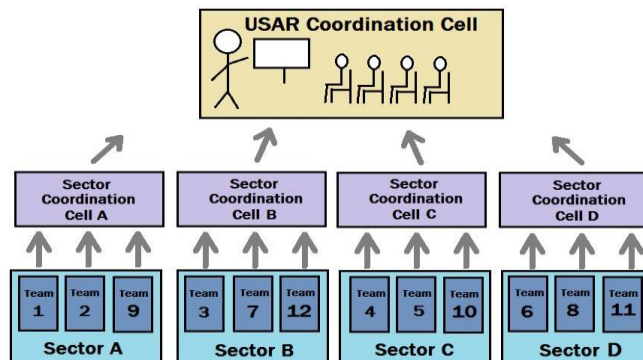 USAR Coordination Cell
Sector
Coordination
Cell A
Sector
Coordination
Cell B
Sector
Coordination
Cell C
Sector
Coordination
Cell D
Team
1
Team
2
Team
9
Sector A
Team
3
Team
7
Team
12
Sector B
Team
4
Team
5
Team
10
Sector C
Team
6
Team
8
Team
11
Sector D